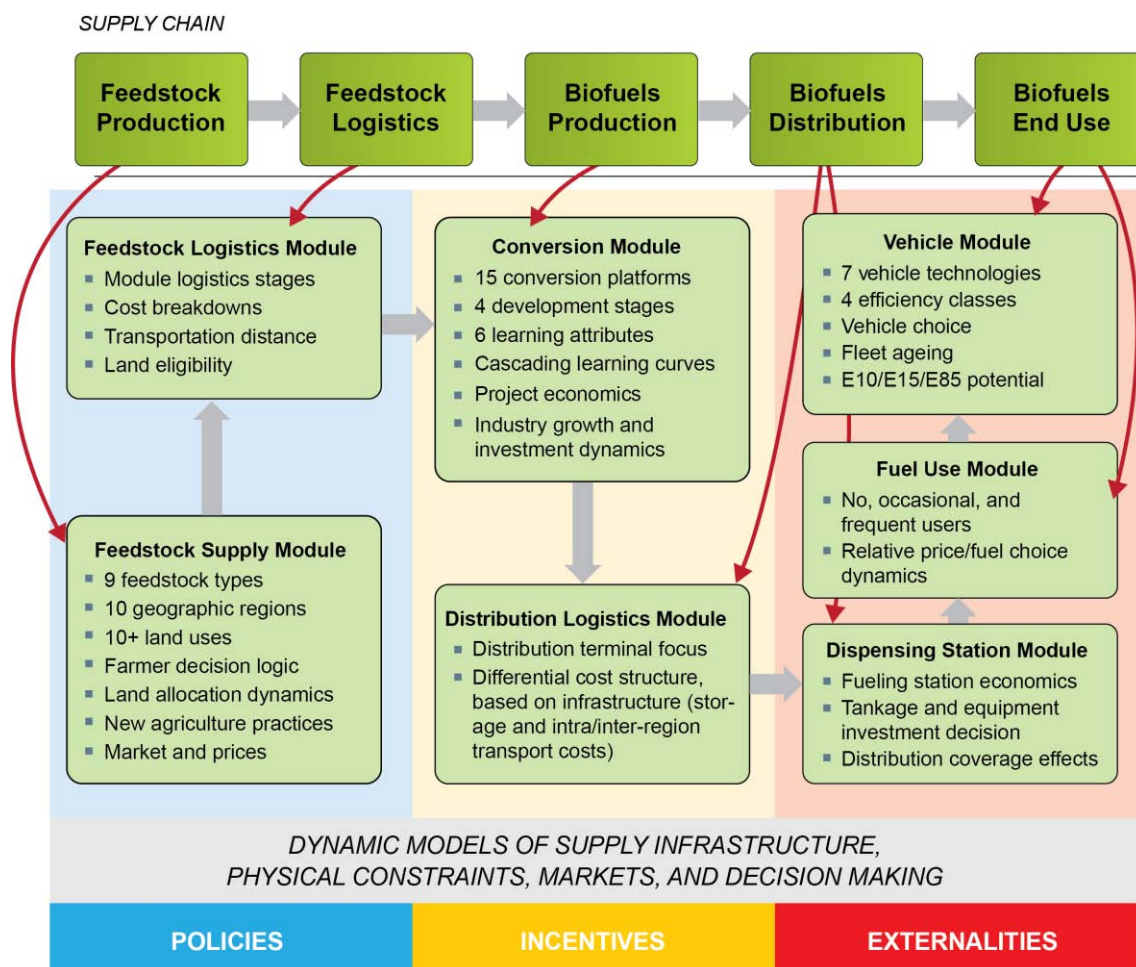 SUPPLY CHAIN
Feedstock
Production
Feedstock
Logistics
Biofuels
Production
Biofuels
Distribution
Biofuels
End Use
Feedstock Logistics Module
Module logistics stages
Cost breakdowns
Transportation distance
Land eligibility
Feedstock Supply Module
9 feedstock types
10 geographic regions
10+ land uses
Farmer decision logic
Land allocation dynamics
New agriculture practices
Market and prices
Conversion Module
15 conversion platforms
4 development stages
6 learning attributes
Cascading learning curves
Project economics
Industry growth and
investment dynamics
Distribution Logistics Module
Distribution terminal focus
Differential cost structure,
based on infrastructure (stor-
age and intra/inter-region
transport costs)
Vehicle Module
7 vehicle technologies
4 efficiency classes
Vehicle choice
Fleet ageing
E10/E15/E85 potential
Fuel Use Module
No, occasional, and
frequent users
Relative price/fuel choice
dynamics
Dispensing Station Module
Fueling station economics
Tankage and equipment
investment decision
Distribution coverage effects
DYNAMIC MODELS OF SUPPLY INFRASTRUCTURE,
PHYSICAL CONSTRAINTS, MARKETS, AND DECISION MAKING
POLICIES
INCENTIVES
EXTERNALITIES